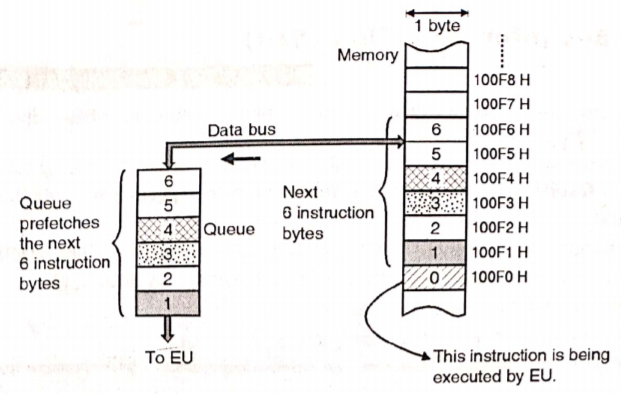 1 byte
Memory
100F8 H
100F7 H
6 100F6 H
5 100F5 H
4 100F4 H
3 100F3 H
2 100F2 H
1 100F1 H
0 100F0 H
Data bus
Next
6 instruction
bytes
Queue
prefetches
the next
6 instruction
bytes
6
5
4
3
2
1
Queue
To EU
This instruction is being
executed by EU.